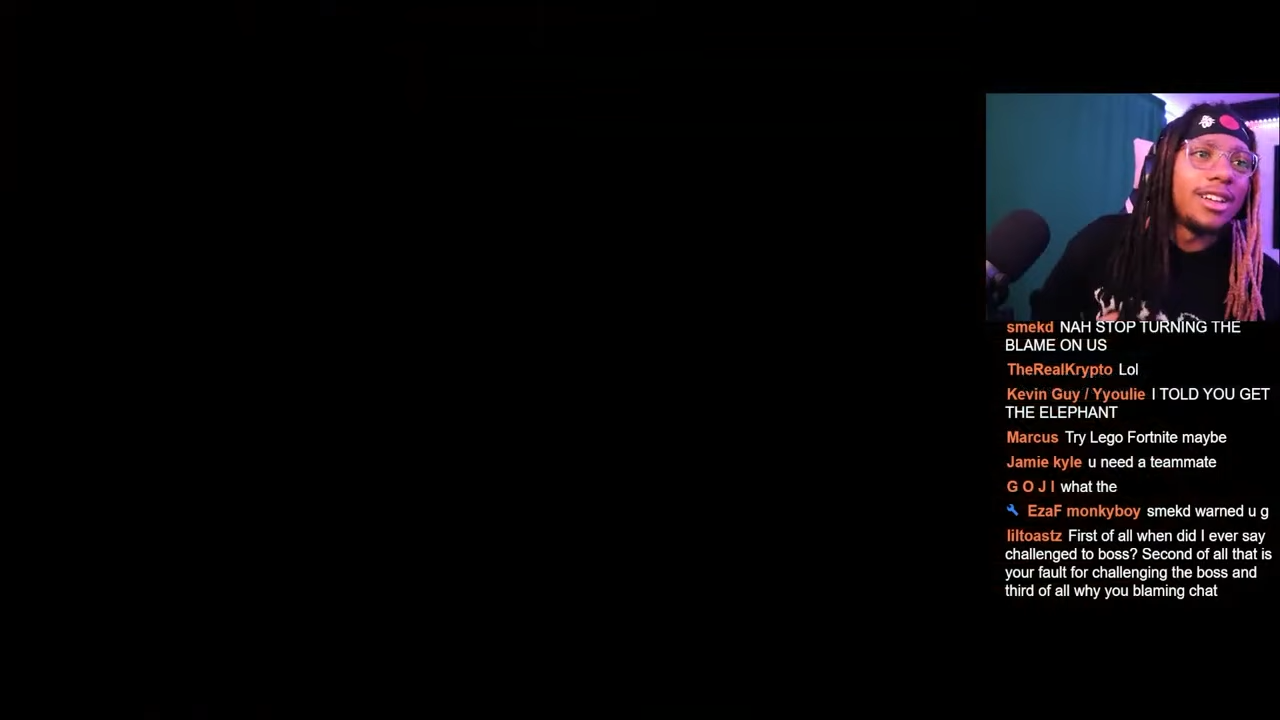 smekd NAH STOP TURNING THE
BLAME ON US
TheRealKrypto Lol
Kevin Guy / Yyoulie I TOLD YOU GET
THE ELEPHANT
Marcus Try Lego Fortnite maybe
Jamie kyle u need a teammate
G O J I what the
EzaF monkyboy smekd warned u g
liltoastz First of all when did I ever say
challenged to boss? Second of all that is
your fault for challenging the boss and
third of all why you blaming chat